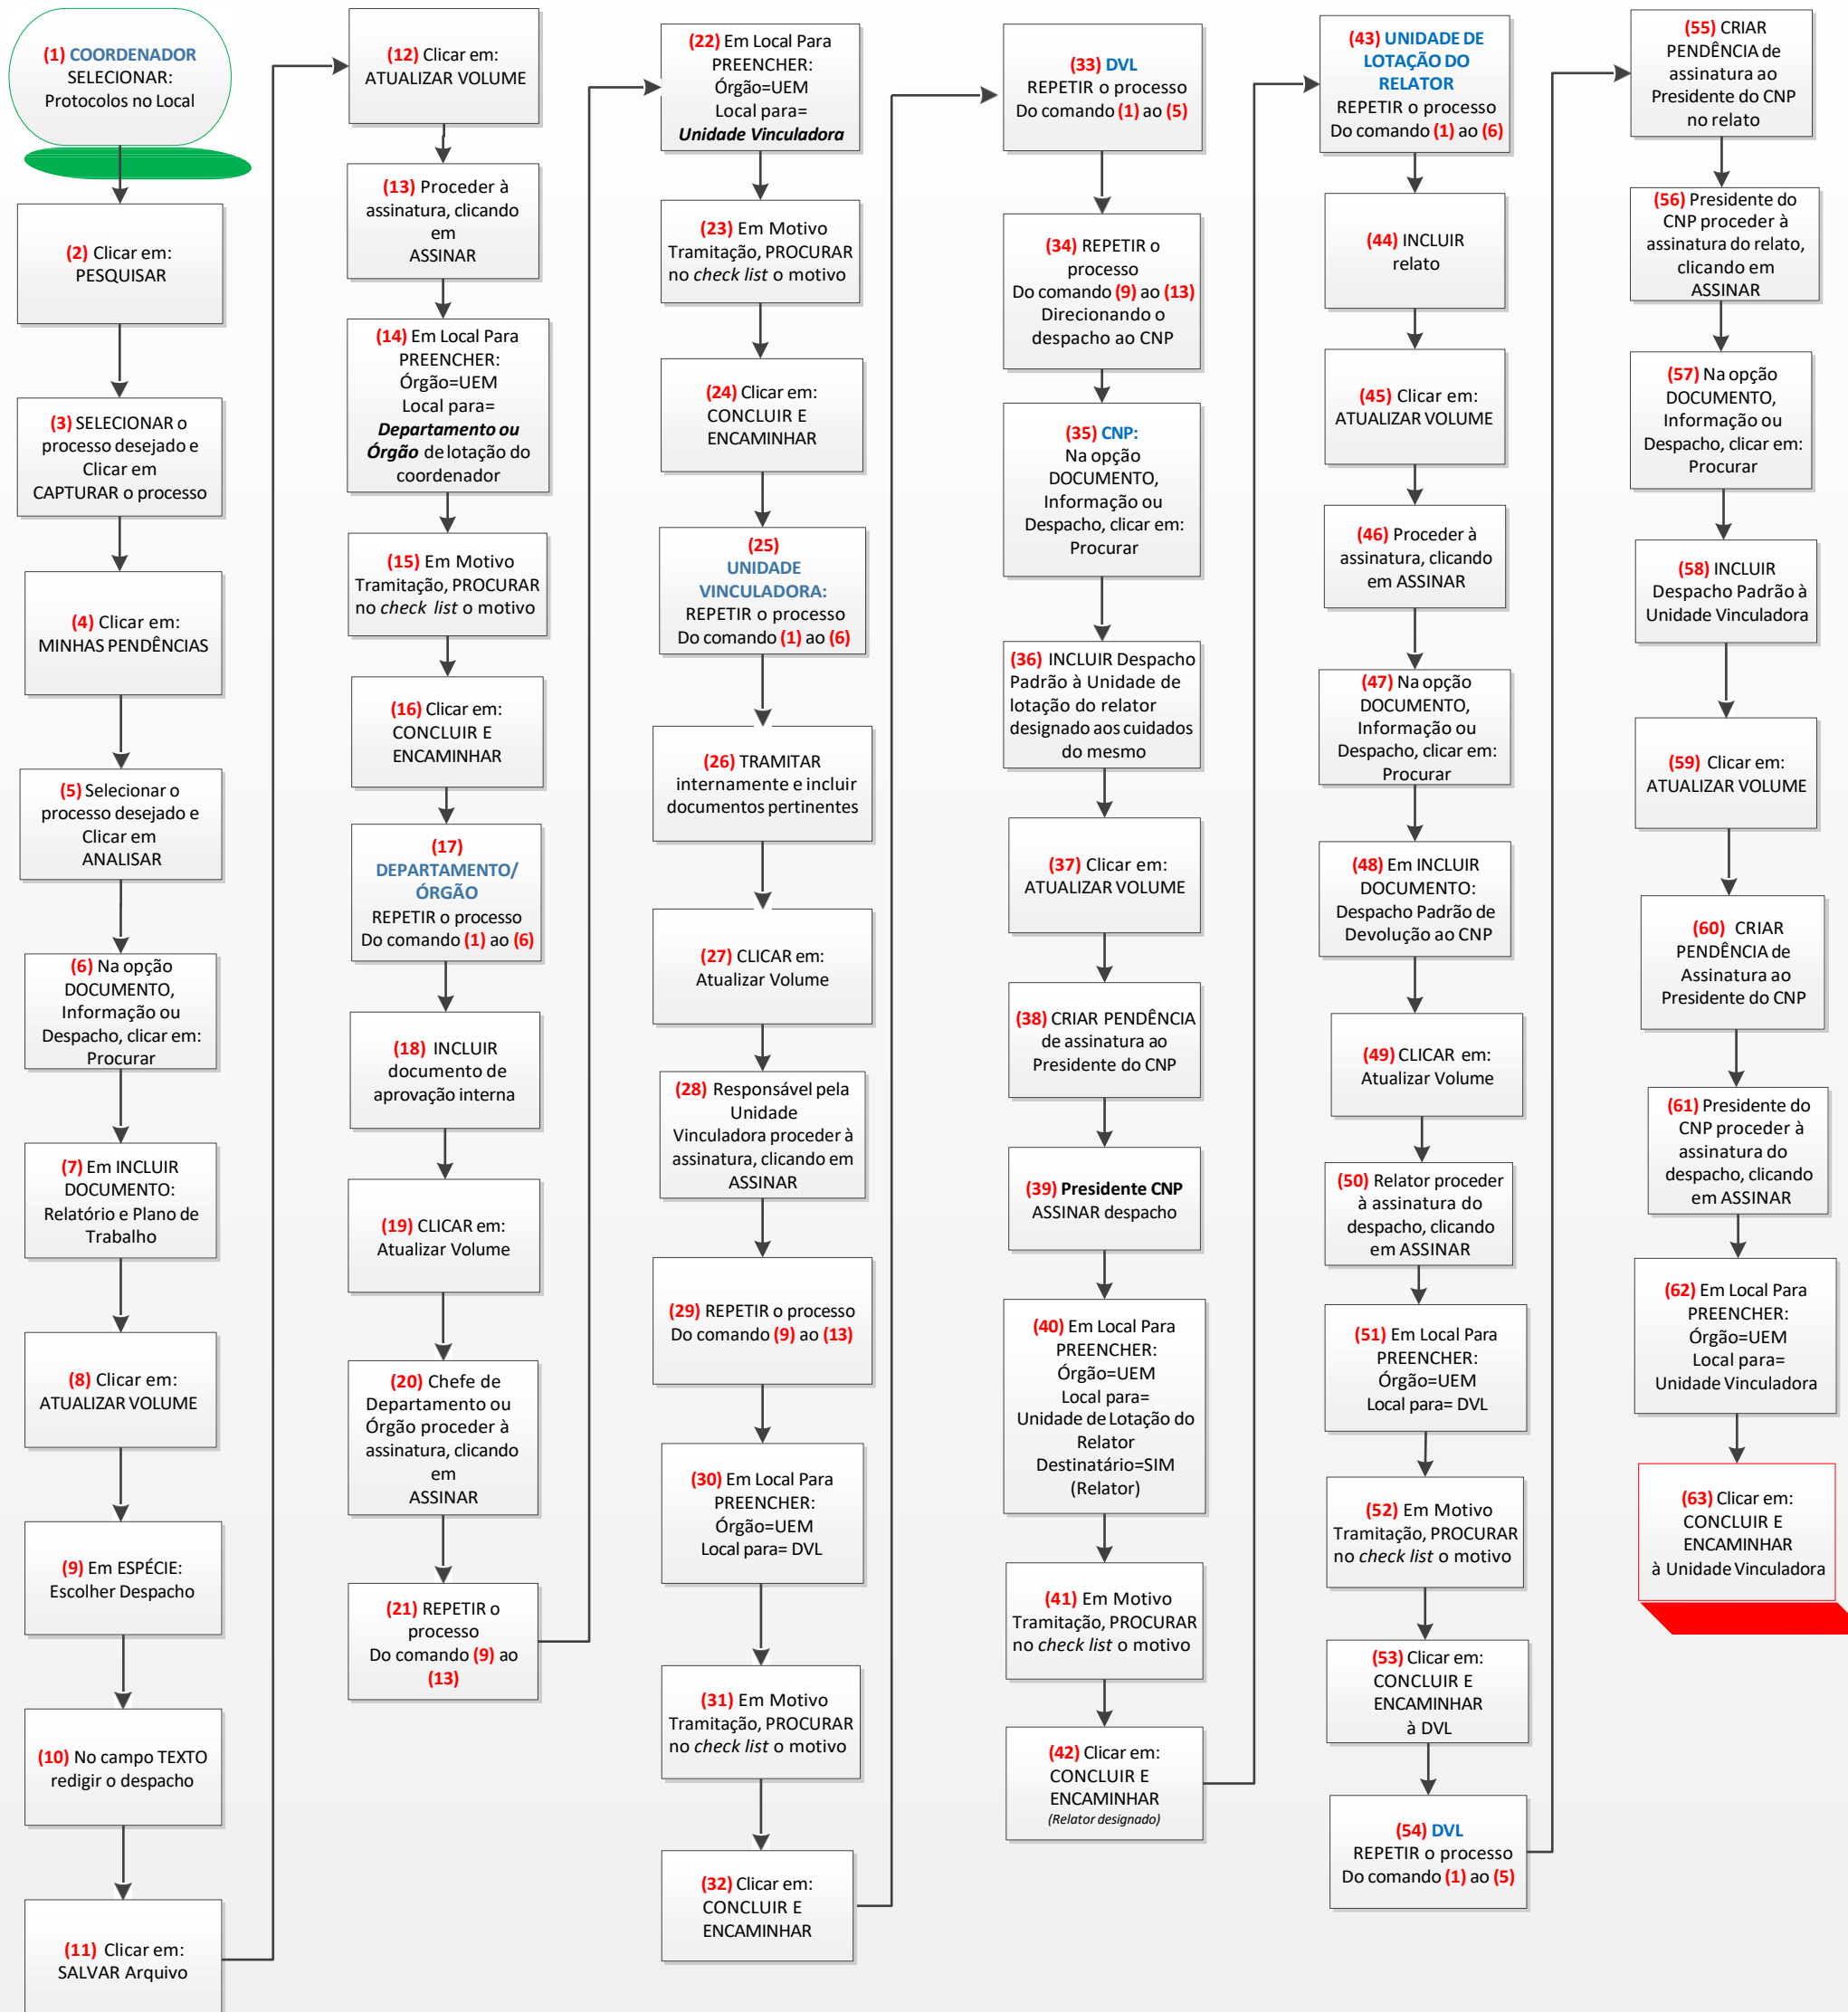 (1) COORDENADOR
SELECIONAR:
Protocolos no Local
(2) Clicar em:
PESQUISAR
(3) SELECIONAR o
processo desejado e
Clicar em
CAPTURAR o processo
(4) Clicar em:
MINHAS PENDÊNCIAS
(5) Selecionar o
processo desejado e
Clicar em
ANALISAR
(6) Na opção
DOCUMENTO,
Informação ou
Despacho, clicar em:
Procurar
(7) Em INCLUIR
DOCUMENTO:
Relatório e Plano de
Trabalho
(8) Clicar em:
ATUALIZAR VOLUME
(9) Em ESPÉCIE:
Escolher Despacho
(10) No campo TEXTO
redigir o despacho
(11) Clicar em:
SALVAR Arquivo
(12) Clicar em:
ATUALIZAR VOLUME
(13) Proceder à
assinatura, clicando
em
ASSINAR
(14) Em Local Para
PREENCHER:
Órgão=UEM
Local para=
Departamento ou
Órgão de lotação do
coordenador
(15) Em Motivo
Tramitação, PROCURAR
no check list o motivo
(16) Clicar em:
CONCLUIR E
ENCAMINHAR
(17)
DEPARTAMENTO/
ÓRGÃO
REPETIR o processo
Do comando (1) ao (6)
(18) INCLUIR
documento de
aprovação interna
(19) CLICAR em:
Atualizar Volume
(20) Chefe de
Departamento ou
Órgão proceder à
assinatura, clicando
em
ASSINAR
(21) REPETIR o
processo
Do comando (9) ao
(13)
(22) Em Local Para
PREENCHER:
Órgão=UEM
Local para=
Unidade Vinculadora
(23) Em Motivo
Tramitação, PROCURAR
no check list o motivo
(24) Clicar em:
CONCLUIR E
ENCAMINHAR
(25)
UNIDADE
VINCULADORA:
REPETIR o processo
Do comando (1) ao (6)
(26) TRAMITAR
internamente e incluir
documentos pertinentes
(27) CLICAR em:
Atualizar Volume
(28) Responsável pela
Unidade
Vinculadora proceder à
assinatura, clicando em
ASSINAR
(29) REPETIR o processo
Do comando (9) ao (13)
(30) Em Local Para
PREENCHER:
Órgão=UEM
Local para= DVL
(31) Em Motivo
Tramitação, PROCURAR
no check list o motivo
(32) Clicar em:
CONCLUIR E
ENCAMINHAR
(33) DVL
REPETIR o processo
Do comando (1) ao (5)
(34) REPETIR o
processo
Do comando (9) ao (13)
Direcionando o
despacho ao CNP
(35) CNP:
Na opção
DOCUMENTO,
Informação ou
Despacho, clicar em:
Procurar
(36) INCLUIR Despacho
Padrão à Unidade de
lotação do relator
designado aos cuidados
do mesmo
(37) Clicar em:
ATUALIZAR VOLUME
(38) CRIAR PENDÊNCIA
de assinatura ao
Presidente do CNP
(39) Presidente CNP
ASSINAR despacho
(40) Em Local Para
PREENCHER:
Órgão=UEM
Local para=
Unidade de Lotação do
Relator
Destinatário=SIM
(Relator)
(41) Em Motivo
Tramitação, PROCURAR
no check list o motivo
(42) Clicar em:
CONCLUIR E
ENCAMINHAR
(Relator designado)
(43) UNIDADE DE
LOTAÇÃO DO
RELATOR
REPETIR o processo
Do comando (1) ao (6)
(44) INCLUIR
relato
(45) Clicar em:
ATUALIZAR VOLUME
(46) Proceder à
assinatura, clicando
em ASSINAR
(47) Na opção
DOCUMENTO,
Informação ou
Despacho, clicar em:
Procurar
(48) Em INCLUIR
DOCUMENTO:
Despacho Padrão de
Devolução ao CNP
(49) CLICAR em:
Atualizar Volume
(50) Relator proceder
à assinatura do
despacho, clicando
em ASSINAR
(51) Em Local Para
PREENCHER:
Órgão=UEM
Local para= DVL
(52) Em Motivo
Tramitação, PROCURAR
no check list o motivo
(53) Clicar em:
CONCLUIR E
ENCAMINHAR
à DVL
(54) DVL
REPETIR o processo
Do comando (1) ao (5)
(55) CRIAR
PENDÊNCIA de
assinatura ao
Presidente do CNP
no relato
(56) Presidente do
CNP proceder à
assinatura do relato,
clicando em
ASSINAR
(57) Na opção
DOCUMENTO,
Informação ou
Despacho, clicar em:
Procurar
(58) INCLUIR
Despacho Padrão à
Unidade Vinculadora
(59) Clicar em:
ATUALIZAR VOLUME
(60) CRIAR
PENDÊNCIA de
Assinatura ao
Presidente do CNP
(61) Presidente do
CNP proceder à
assinatura do
despacho, clicando
em ASSINAR
(62) Em Local Para
PREENCHER:
Órgão=UEM
Local para=
Unidade Vinculadora
(63) Clicar em:
CONCLUIR E
ENCAMINHAR
à Unidade Vinculadora